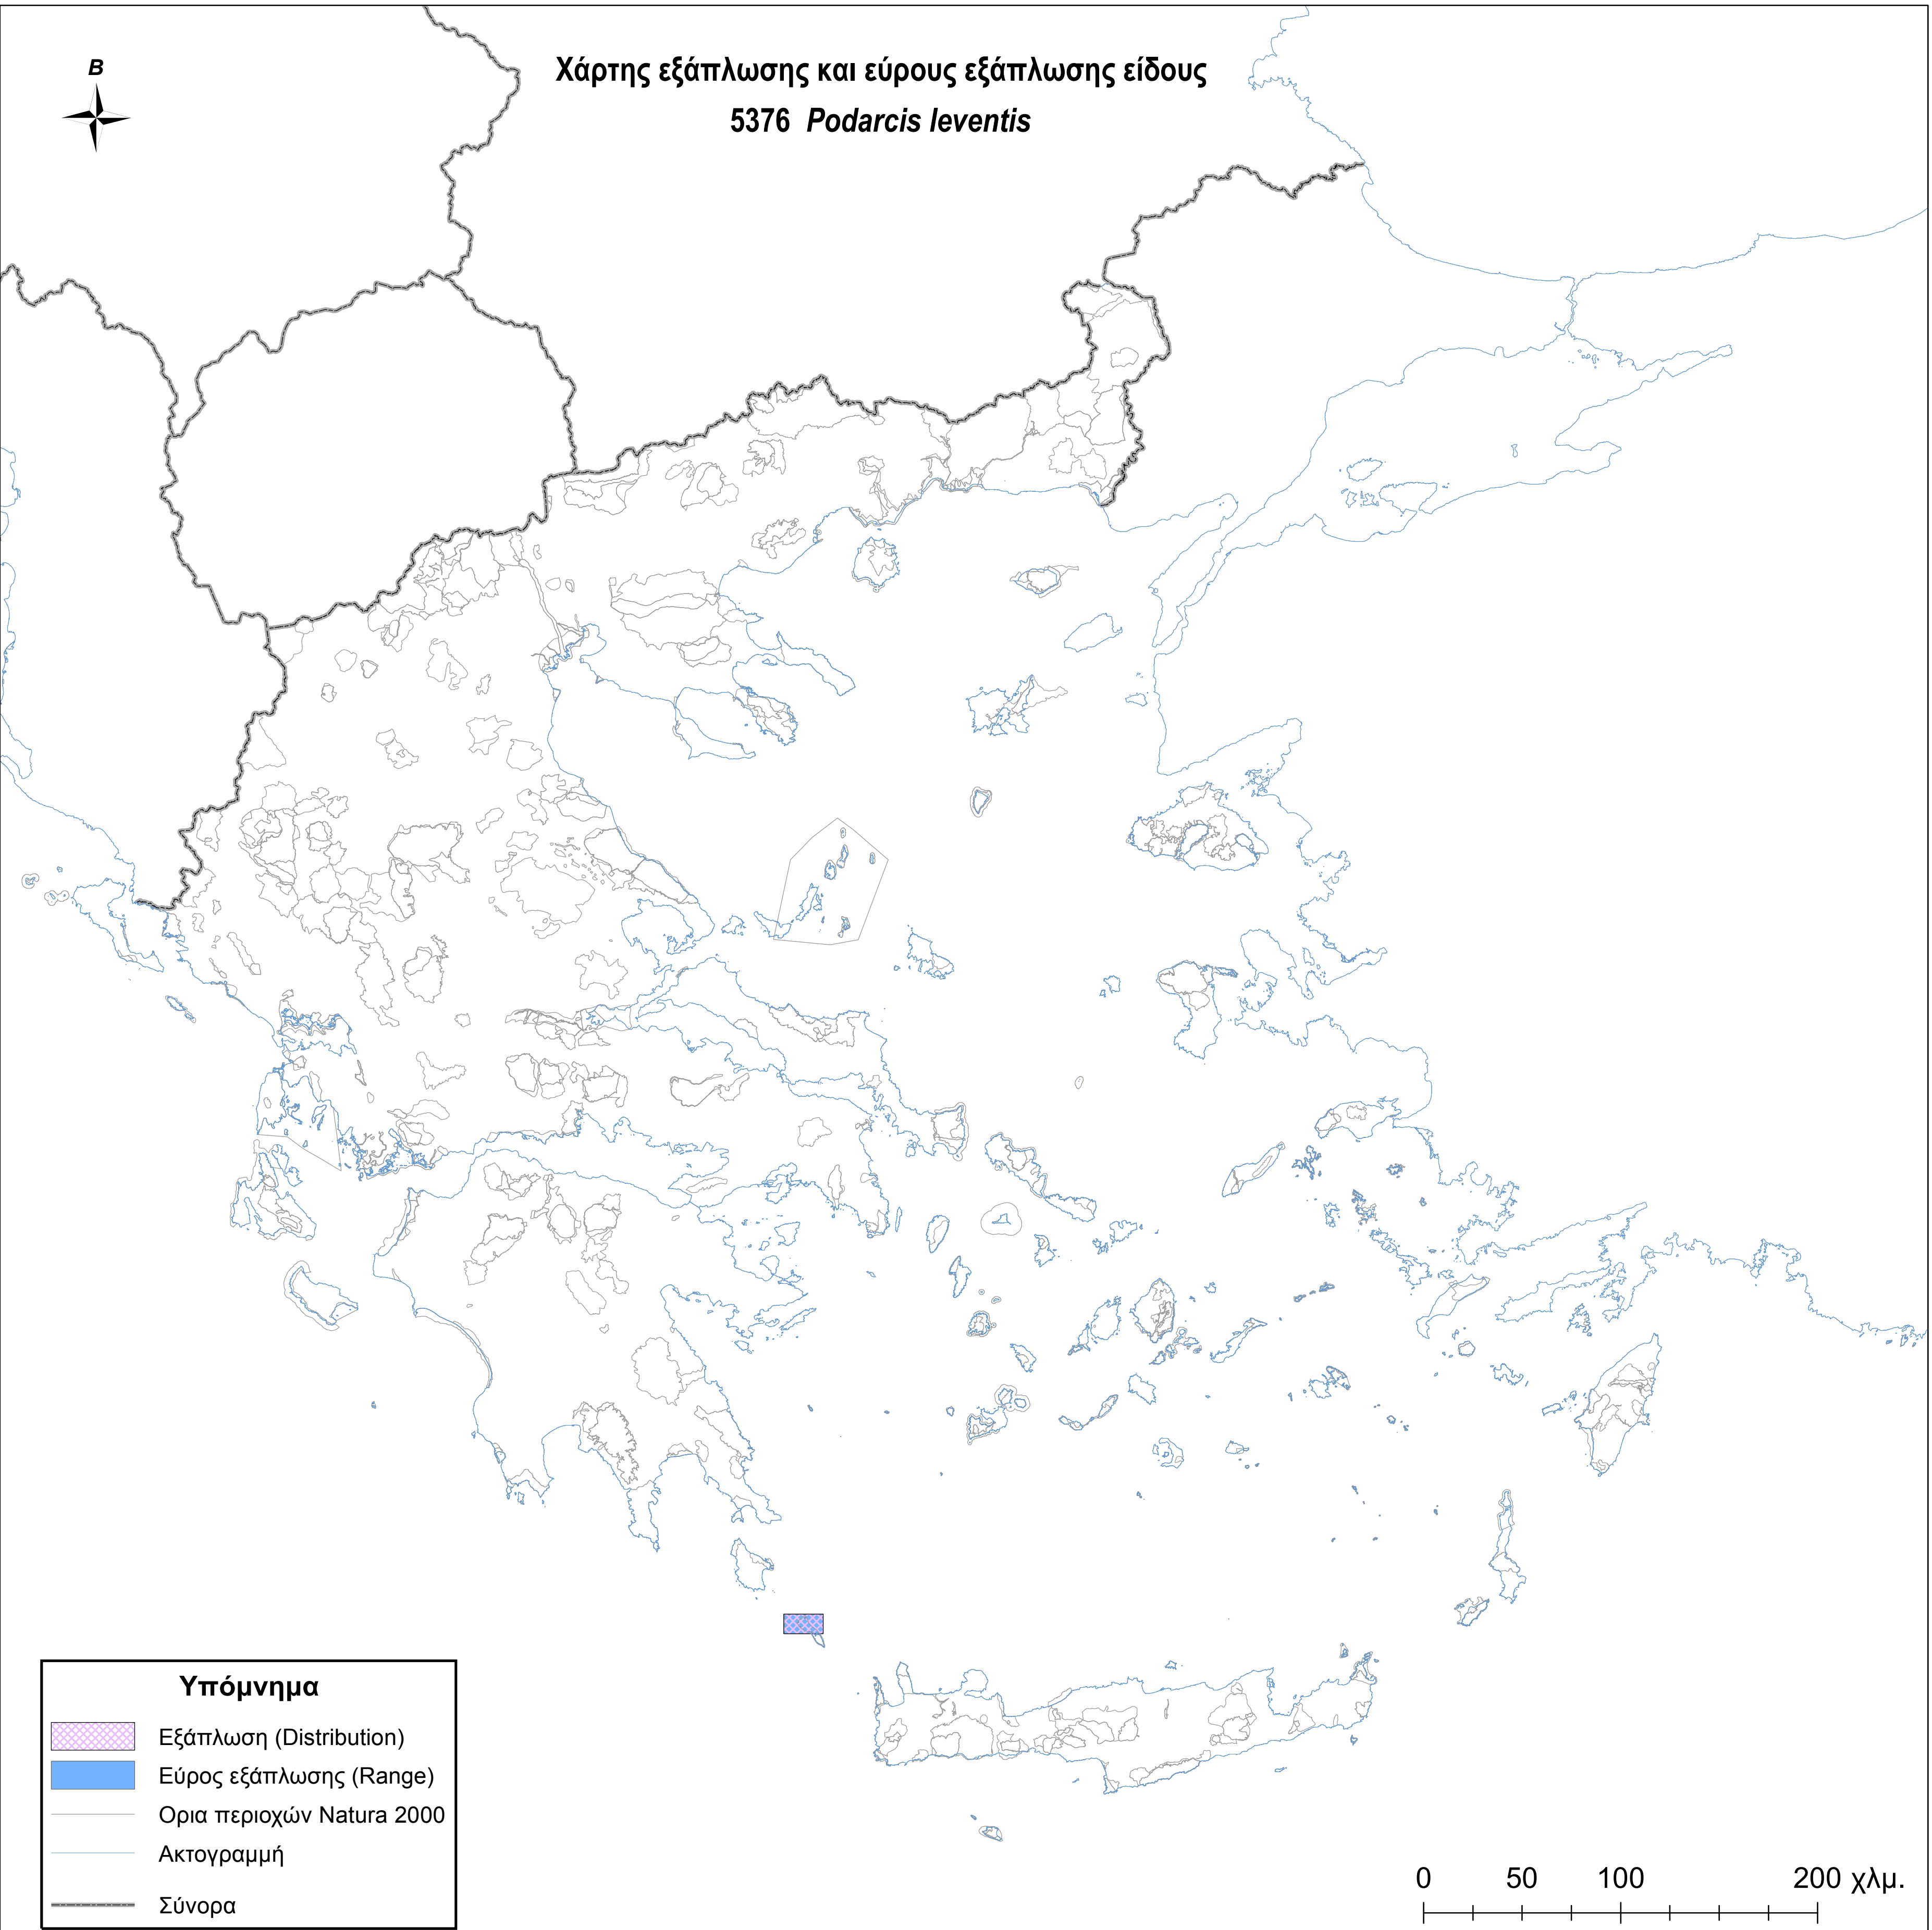 B
Χάρτης εξάπλωσης και εύρους εξάπλωσης είδους
5376 Podarcis leventis
Υπόμνημα
Εξάπλωση (Distribution)
Εύρος εξάπλωσης (Range)
Ορια περιοχών Natura 2000
Ακτογραμμή
Σύνορα
0 50 100 200 χλμ.